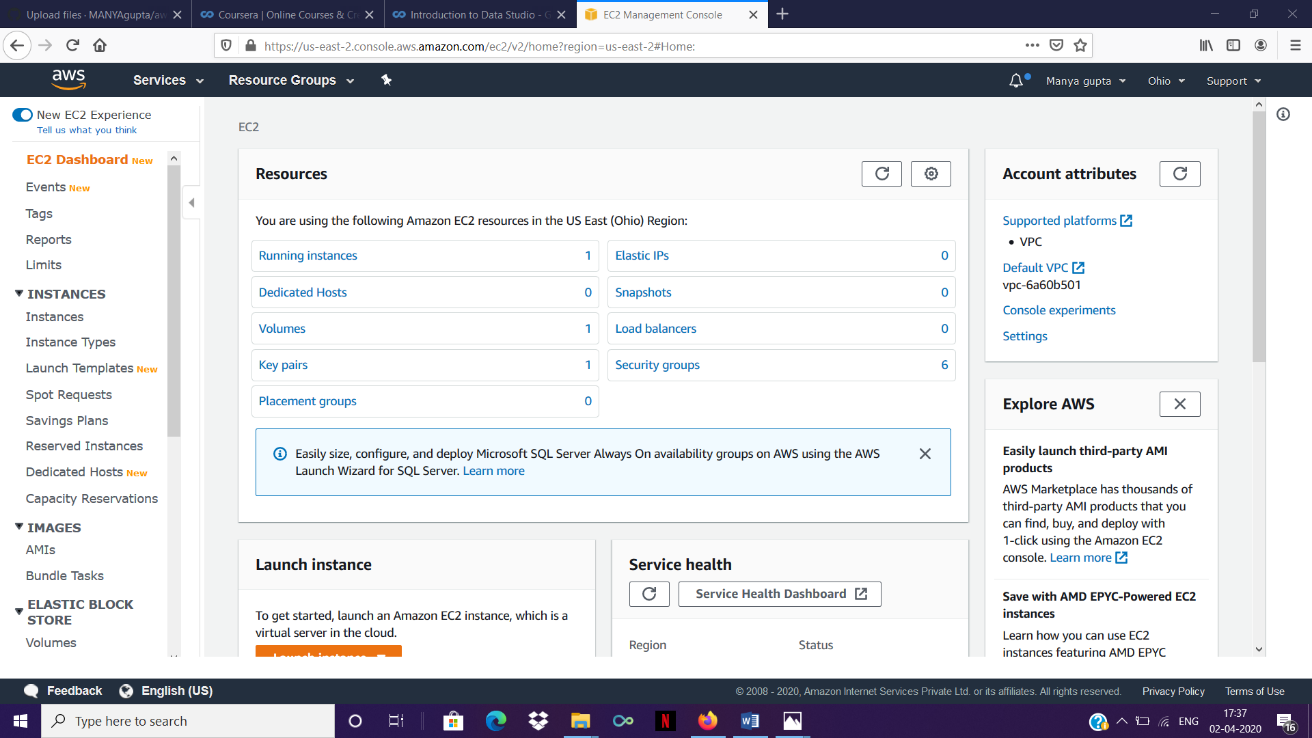 Upload files · MANYAgupta/aw
Coursera | Online Courses & Cr
Introduction to Data Studio - G
EC2 Management Console
https://us-east-2.console.aws.amazon.com/ec2/v2/home?region=us-east-2#Home:
aws
Services
Resource Groups
Manya gupta
Ohio
Support
New EC2 Experience
Tell us what you think
EC2 Dashboard New
Events New
Tags
Reports
Limits
INSTANCES
Instances
Instance Types
Launch Templates New
Spot Requests
Savings Plans
Reserved Instances
Dedicated Hosts New
Capacity Reservations
IMAGES
AMIs
Bundle Tasks
ELASTIC BLOCK
STORE
Volumes
EC2
Resources
You are using the following Amazon EC2 resources in the US East (Ohio) Region:
Running instances 1
Elastic IPs 0
Dedicated Hosts 0
Snapshots 0
Volumes 1
Load balancers 0
Key pairs 1
Security groups 6
Placement groups 0
Easily size, configure, and deploy Microsoft SQL Server Always On availability groups on AWS using the AWS
Launch Wizard for SQL Server. Learn more
Launch instance
To get started, launch an Amazon EC2 instance, which is a
virtual server in the cloud.
Launch instance
Service health
Service Health Dashboard
Region Status
Account attributes
Supported platforms
• VPC
Default VPC
vpc-6a60b501
Console experiments
Settings
Explore AWS
Easily launch third-party AMI
products
AWS Marketplace has thousands of
third-party AMI products that you
can find, buy, and deploy with
1-click using the Amazon EC2
console. Learn more
Save with AMD EPYC-Powered EC2
instances
Learn how you can use EC2
instances featuring AMD EPYC
Feedback
English (US)
© 2008 - 2020, Amazon Internet Services Private Ltd. or its affiliates. All rights reserved.
Privacy Policy
Terms of Use
Type here to search
N
ENG
17:37
02-04-2020
16